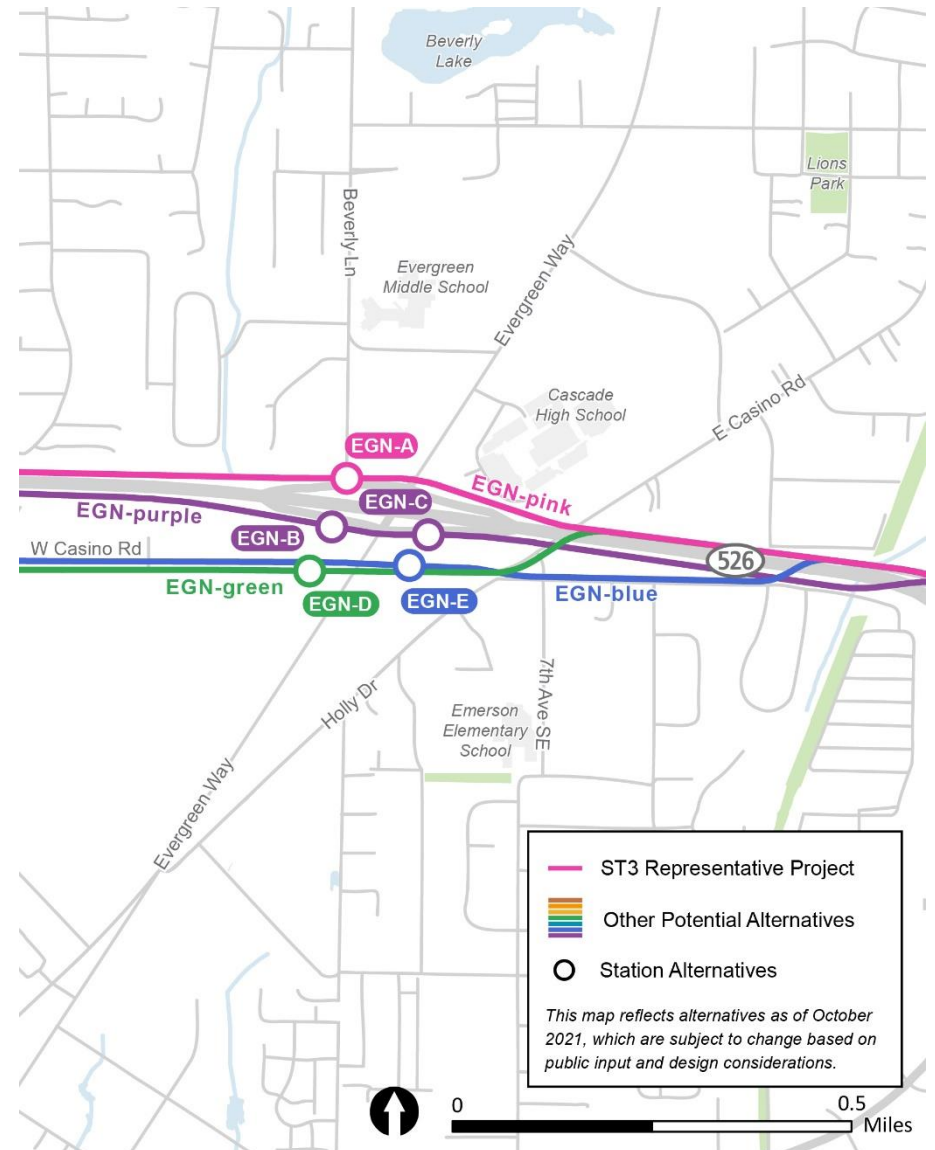 Beverly
Lake
Lions
Park
Beverly Ln
Evergreen
Middle School
Evergreen Way
Cascade
High School
E Casino Rd
EGN-A
EGN-C
EGN-pink
EGN-purple
EGN-B
526
W Casino Rd
EGN-green
EGN-D
EGN-E
EGN-blue
Holly Dr
7th Ave SE
Emerson
Elementary
School
Evergreen Way
ST3 Representative Project
Other Potential Alternatives
Station Alternatives
This map reflects alternatives as of October
2021, which are subject to change based on
public input and design considerations.
0
0.5
Miles